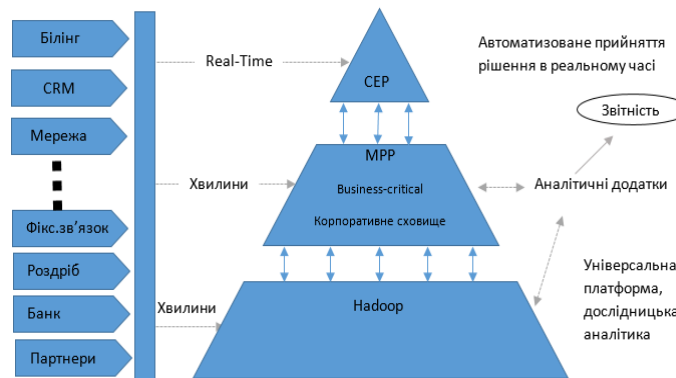 Білінг
CRM
Мережа
Фікс.зв’язок
Роздріб
Банк
Партнери
Real-Time
Хвилини
Хвилини
CEP
MPP
Business-critical
Корпоративне сховище
Hadoop
Автоматизоване прийняття
рішення в реальному часі
Звітність
Аналітичні додатки
Універсальна
платформа,
дослідницька
аналітика